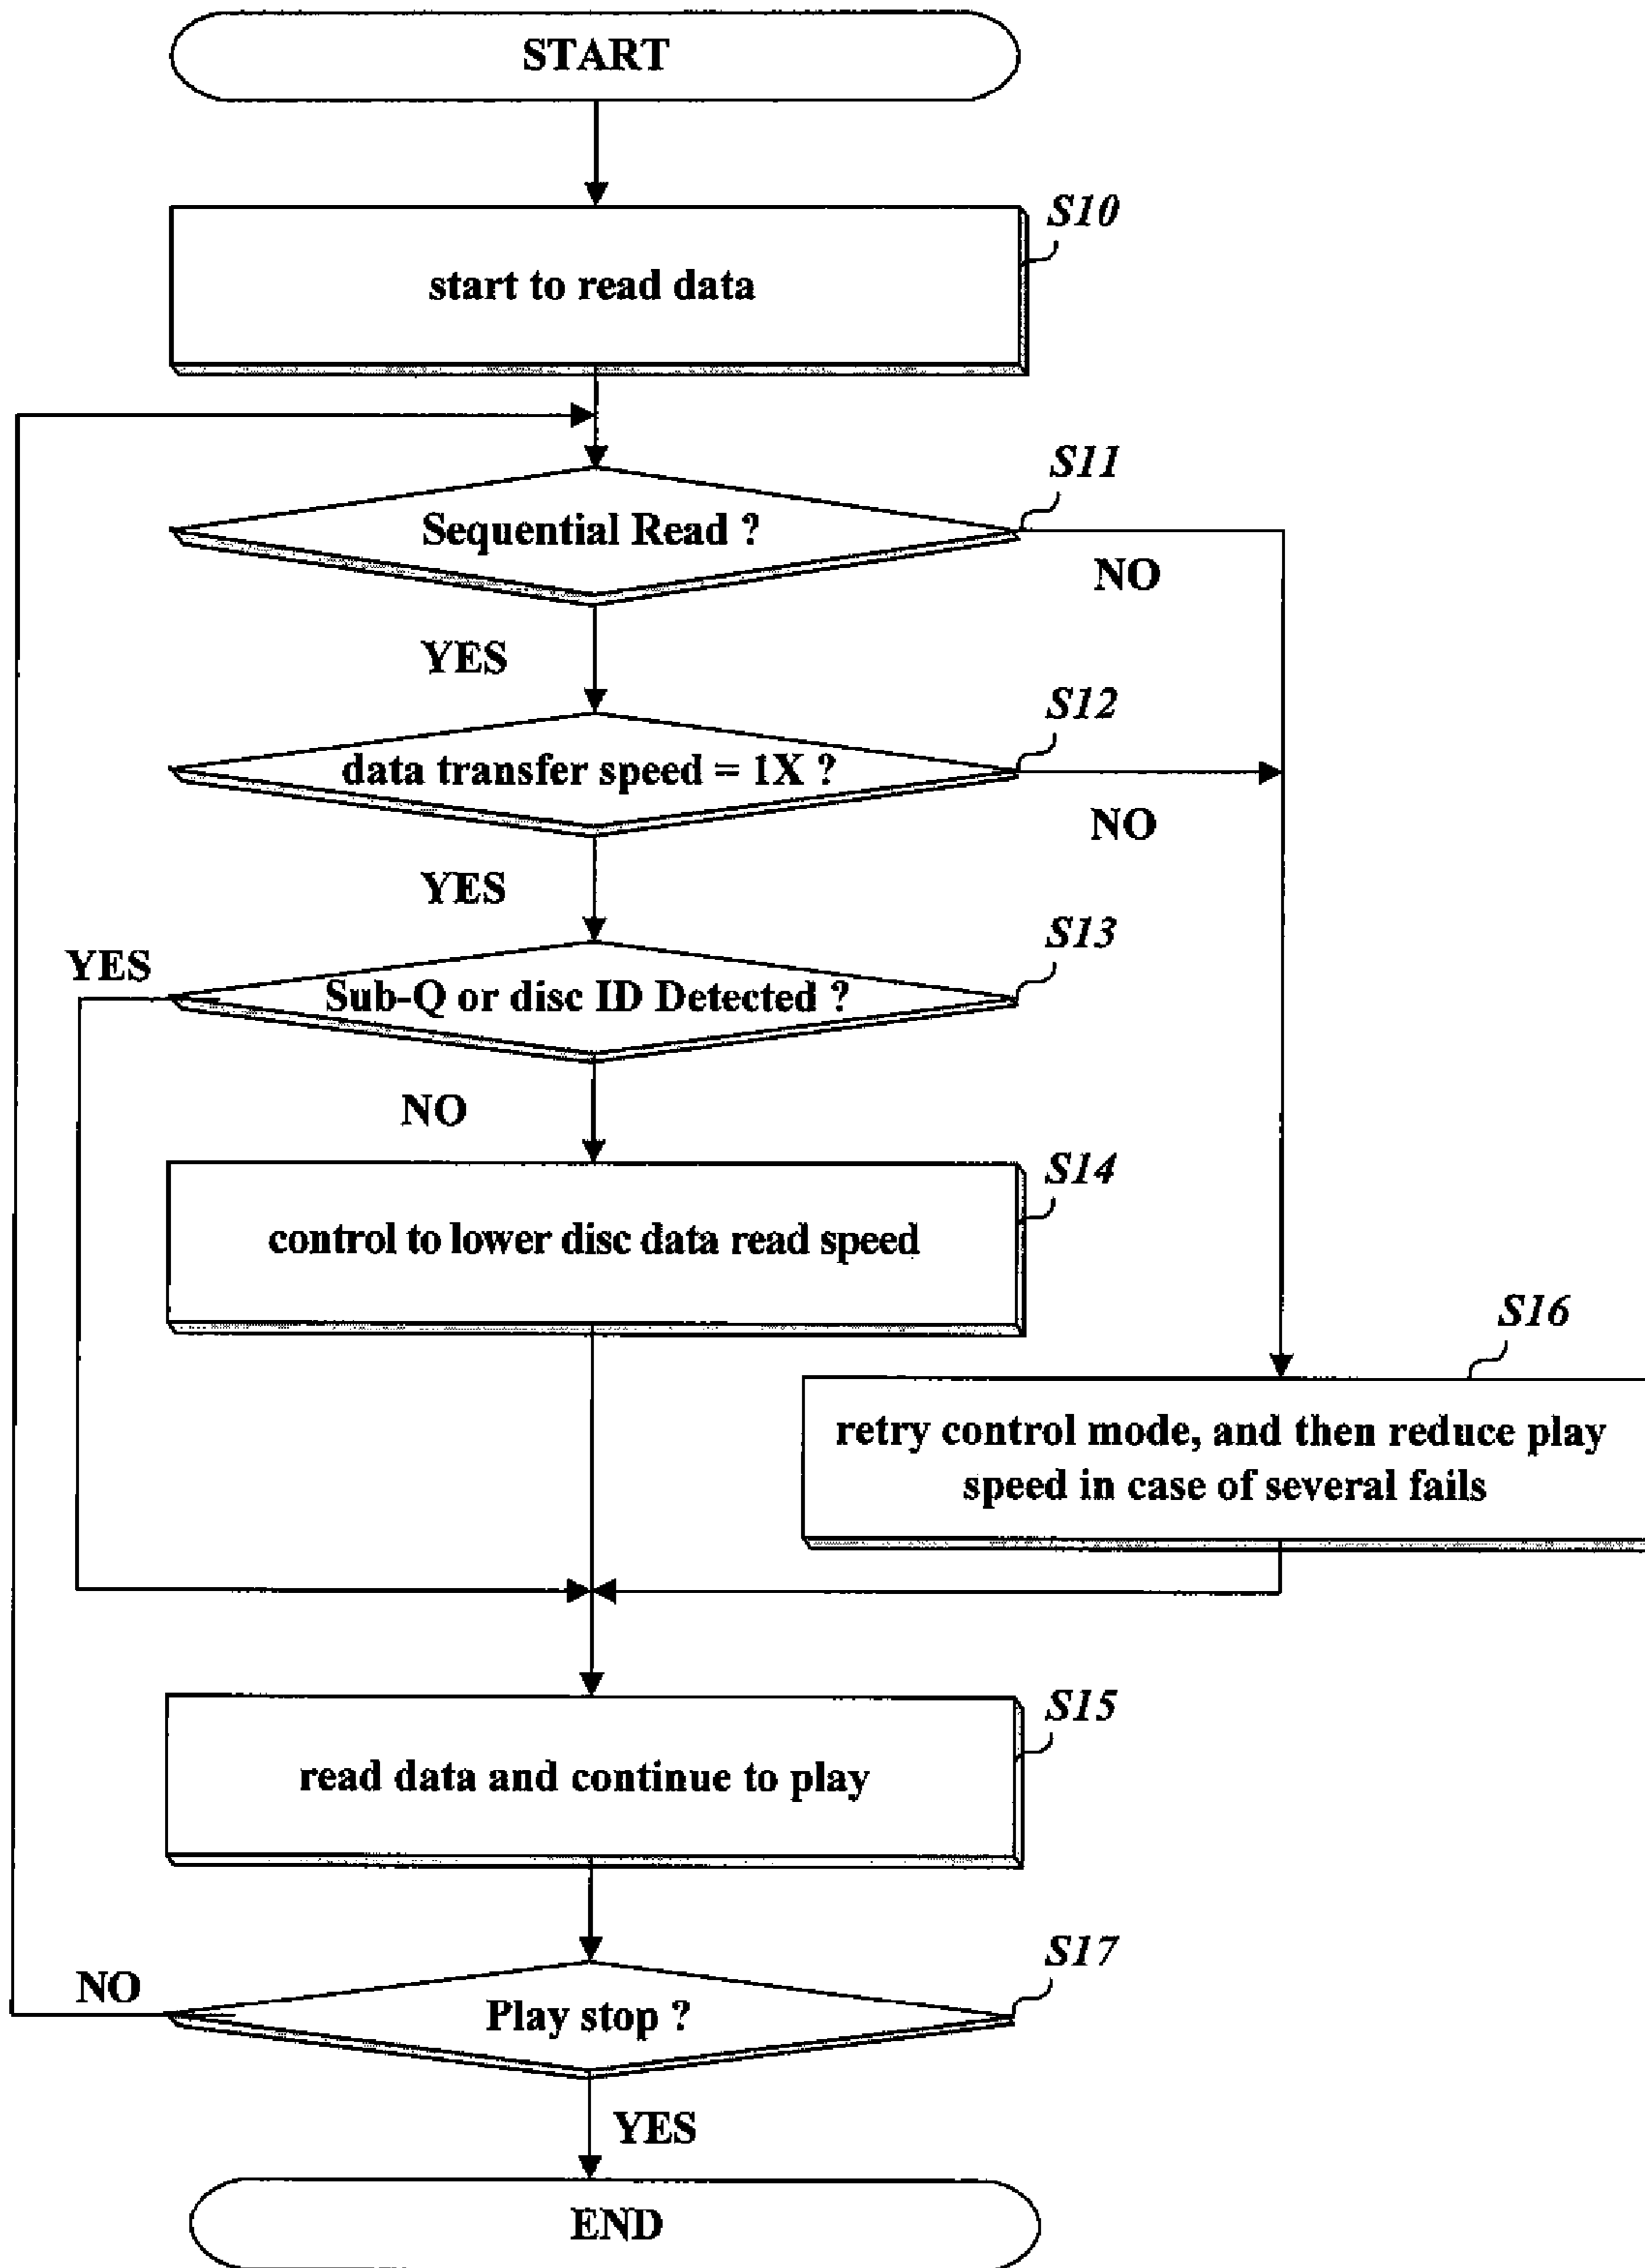 START
S10
start to read data
S11
Sequential Read ?
NO
YES
S12
data transfer speed = 1X ?
NO
YES
S13
YES
Sub-Q or disc ID Detected ?
NO
S14
control to lower disc data read speed
S16
retry control mode, and then reduce play
speed in case of several fails
S15
read data and continue to play
S17
NO
Play stop ?
YES
END